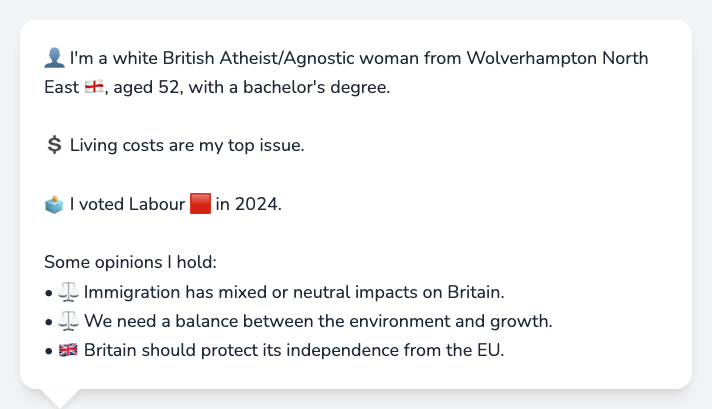 👤 I'm a white British Atheist/Agnostic woman from Wolverhampton North
East 🏴󠁧󠁢󠁥󠁮󠁧󠁿, aged 52, with a bachelor's degree.
💲 Living costs are my top issue.
🗳️ I voted Labour 🟥 in 2024.
Some opinions I hold:
• ⚖️ Immigration has mixed or neutral impacts on Britain.
• ⚖️ We need a balance between the environment and growth.
• 🇬🇧 Britain should protect its independence from the EU.